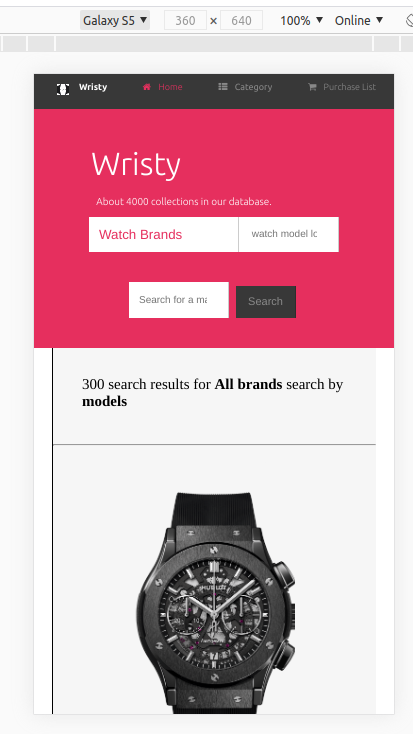 Galaxy S5 ▼ 360 × 640 100% ▼ Online ▼
Wristy Home Category Purchase List
Wristy
About 4000 collections in our database.
Watch Brands watch model lo
Search for a ma Search
300 search results for All brands search by
models
HUBLOT